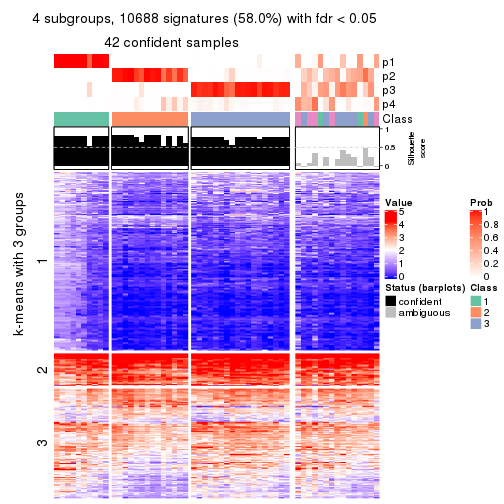 4 subgroups, 10688 signatures (58.0%) with fdr < 0.05
42 confident samples
p1
p2
p3
p4
Class
1
0.5
0
Silhouette
score
k-means with 3 groups
1
2
3
Value
5
4
3
2
1
0
Status (barplots)
confident
ambiguous
Prob
1
0.8
0.6
0.4
0.2
0
Class
1
2
3